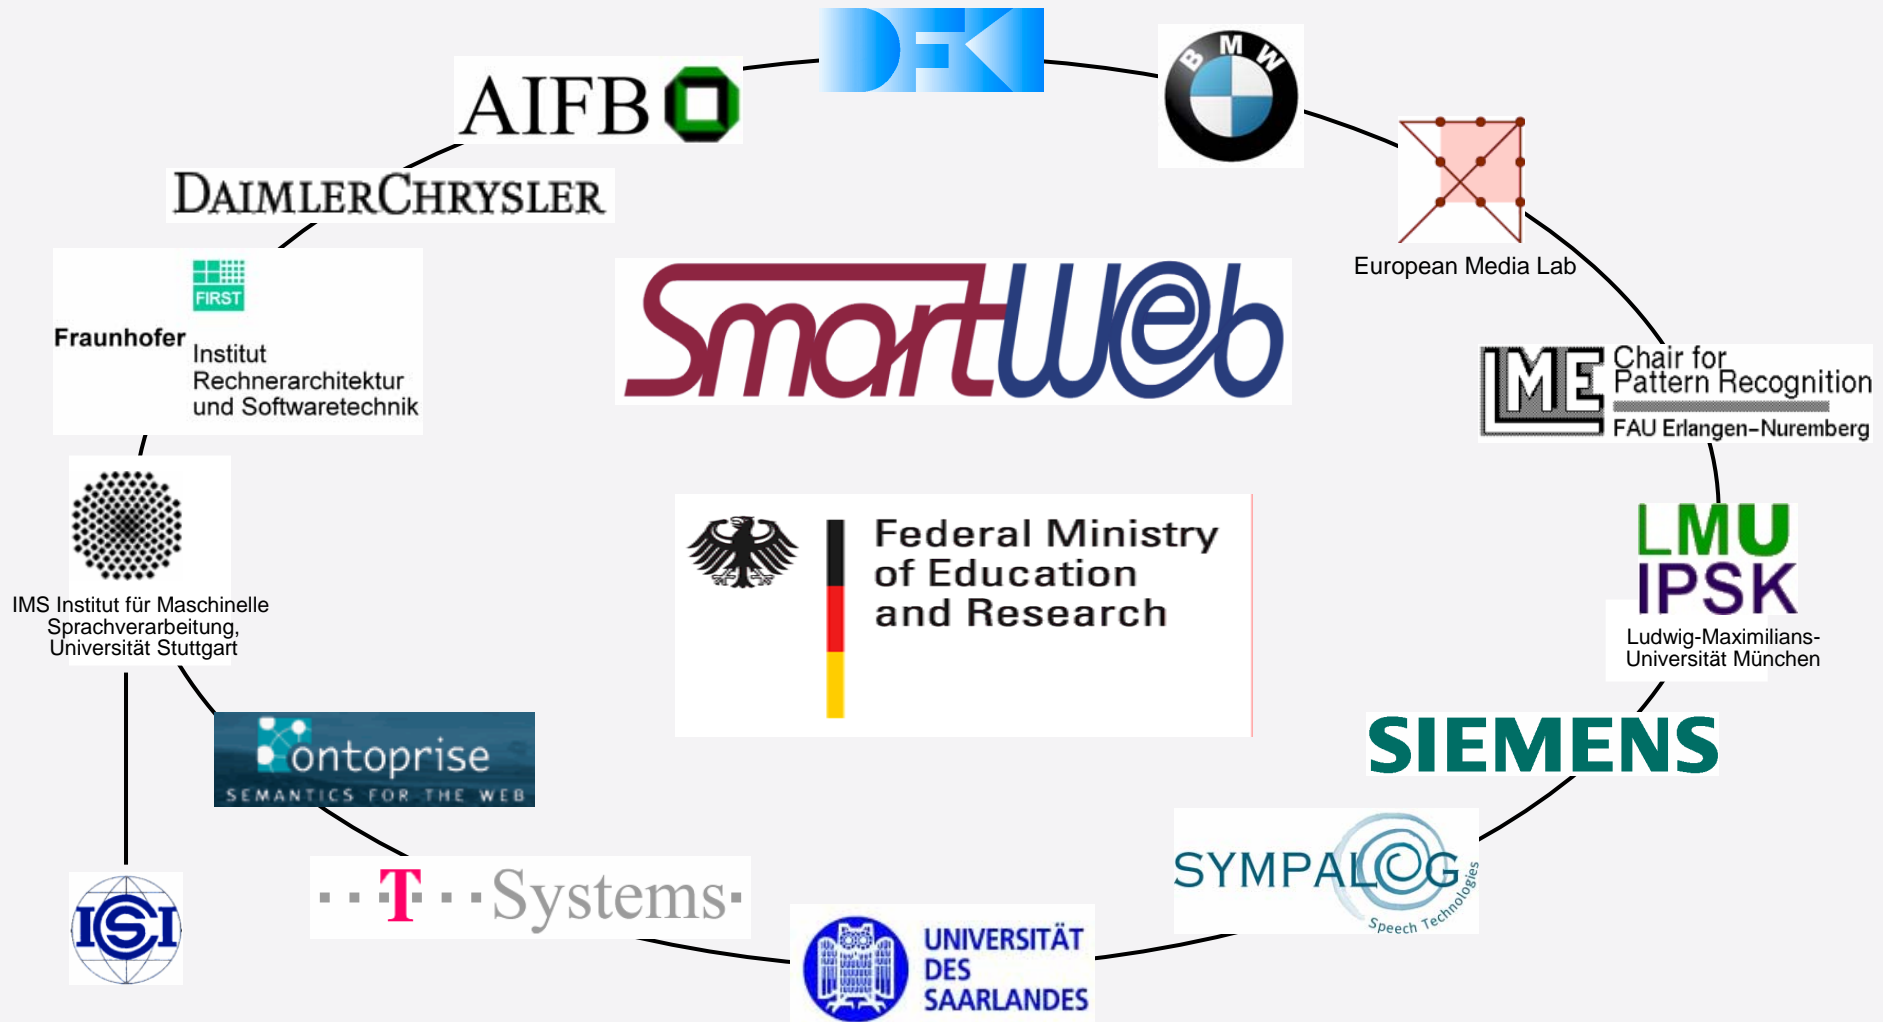 DFK
BMW
AIFB
DAIMLERCHRYSLER
European Media Lab
SmartWeb
FIRST
Fraunhofer
Institut
Rechnerarchitektur
und Softwaretechnik
LME
Chair for
Pattern Recognition
FAU Erlangen-Nuremberg
Federal Ministry
of Education
and Research
LMU
IPSK
Ludwig-Maximilians-
Universität München
IMS Institut für Maschinelle
Sprachverarbeitung,
Universität Stuttgart
ontoprise
SEMANTICS FOR THE WEB
SIEMENS
SYMPALOG
Speech Technologies
T Systems
ISI
UNIVERSITÄT
DES
SAARLANDES